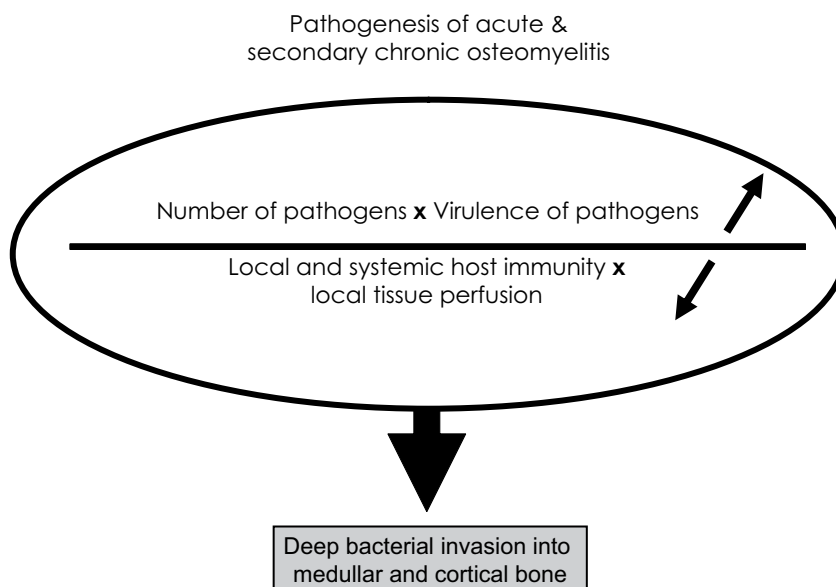 Pathogenesis of acute &
secondary chronic osteomyelitis
Number of pathogens x Virulence of pathogens
Local and systemic host immunity x
local tissue perfusion
Deep bacterial invasion into
medullar and cortical bone